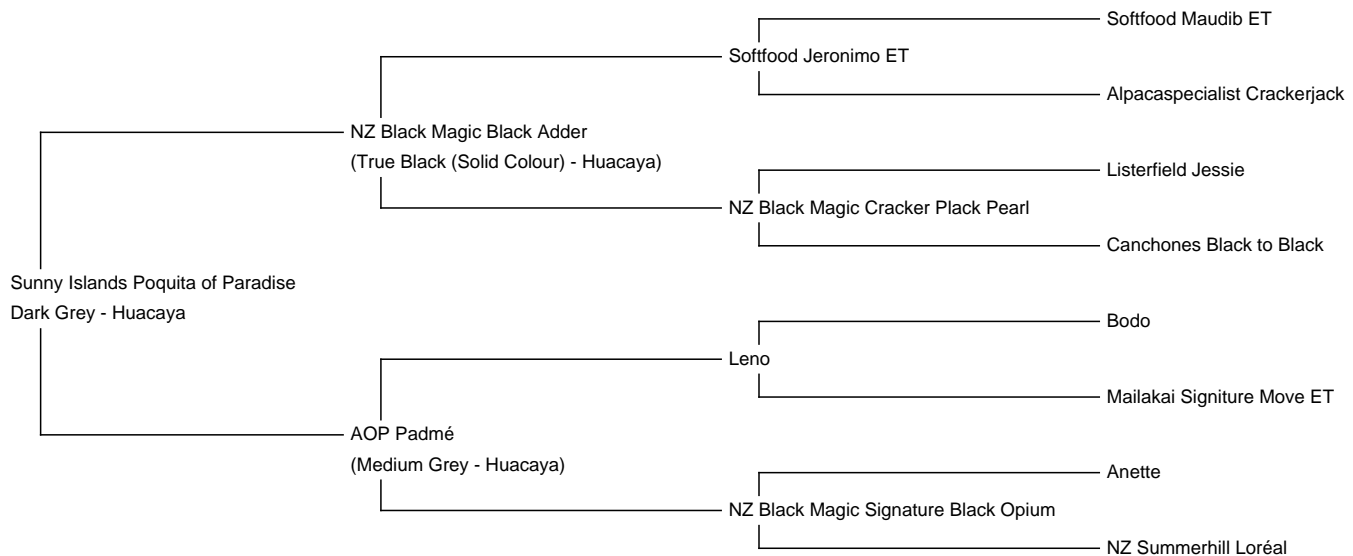 Softfood Maudib ET
Softfood Jeronimo ET
Alpacaspecialist Crackerjack
NZ Black Magic Black Adder
(True Black (Solid Colour) - Huacaya)
Listerfield Jessie
NZ Black Magic Cracker Plack Pearl
Canchones Black to Black
Sunny Islands Poquita of Paradise
Dark Grey - Huacaya
Bodo
Leno
Mailakai Signiture Move ET
AOP Padmé
(Medium Grey - Huacaya)
Anette
NZ Black Magic Signature Black Opium
NZ Summerhill Loréal